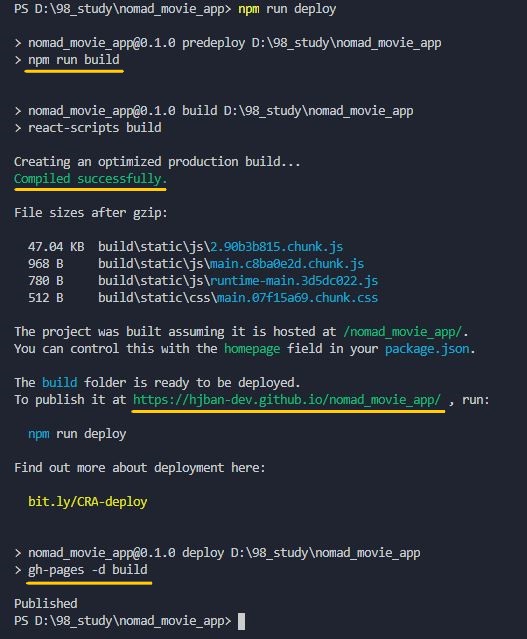 PS D:\98_study\nomad_movie_app> npm run deploy
> nomad_movie_app@0.1.0 predeploy D:\98_study\nomad_movie_app
> npm run build
> nomad_movie_app@0.1.0 build D:\98_study\nomad_movie_app
> react-scripts build
Creating an optimized production build...
Compiled successfully.
File sizes after gzip:
47.04 KB  build\static\js\2.90b3b815.chunk.js
968 B     build\static\js\main.c8ba0e2d.chunk.js
780 B     build\static\js\runtime-main.3d5dc022.js
512 B     build\static\css\main.07f15a69.chunk.css
The project was built assuming it is hosted at /nomad_movie_app/.
You can control this with the homepage field in your package.json.
The build folder is ready to be deployed.
To publish it at https://hjban-dev.github.io/nomad_movie_app/ , run:
npm run deploy
Find out more about deployment here:
bit.ly/CRA-deploy
> nomad_movie_app@0.1.0 deploy D:\98_study\nomad_movie_app
> gh-pages -d build
Published
PS D:\98_study\nomad_movie_app>